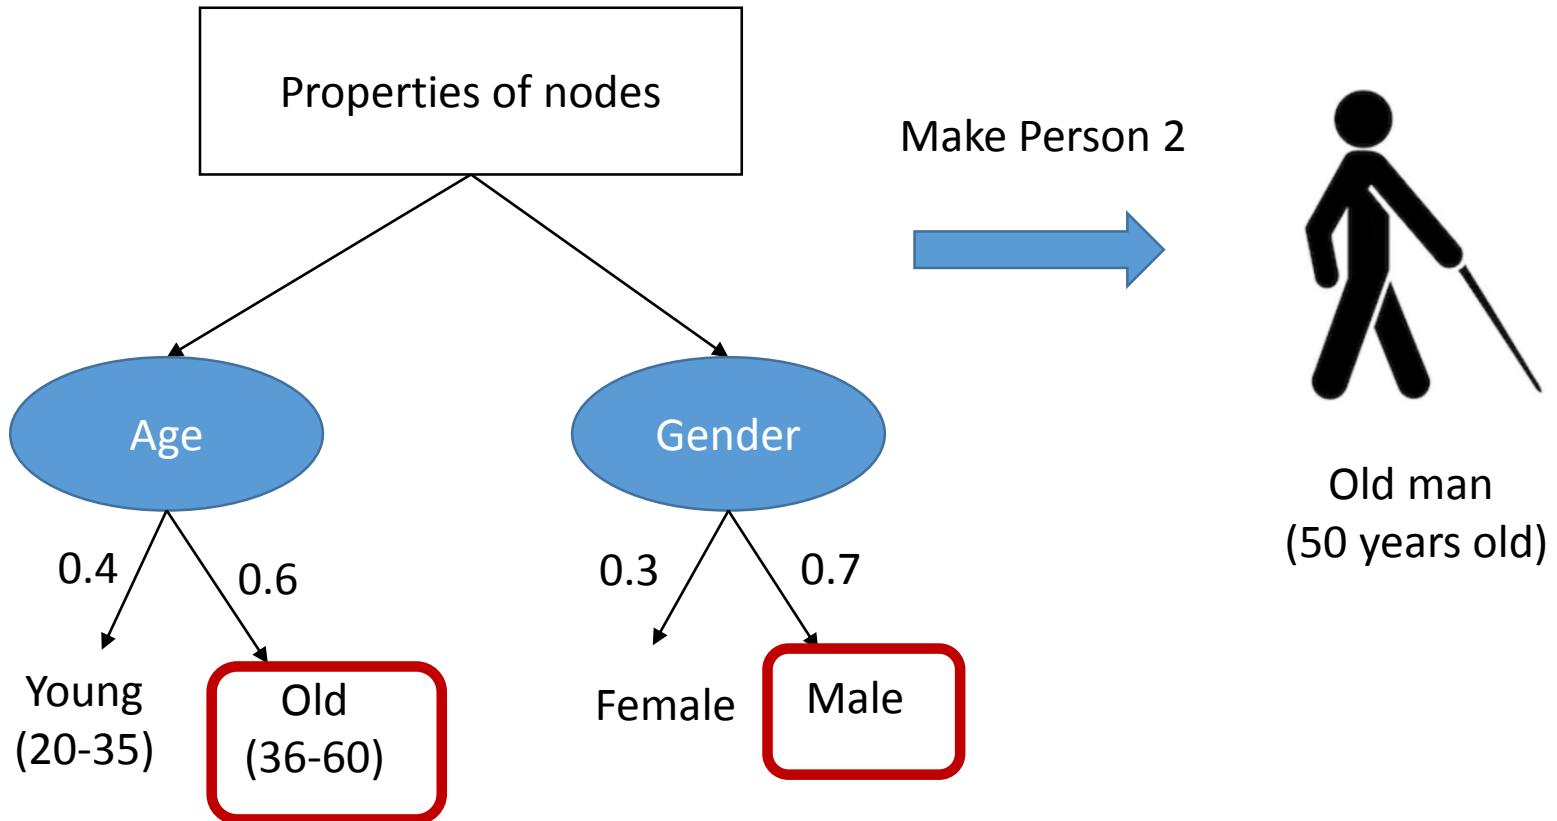 Properties of nodes
Make Person 2
Age
Gender
Old man
(50 years old)
0.4
0.6
0.3
0.7
Young
(20-35)
Old
(36-60)
Female
Male